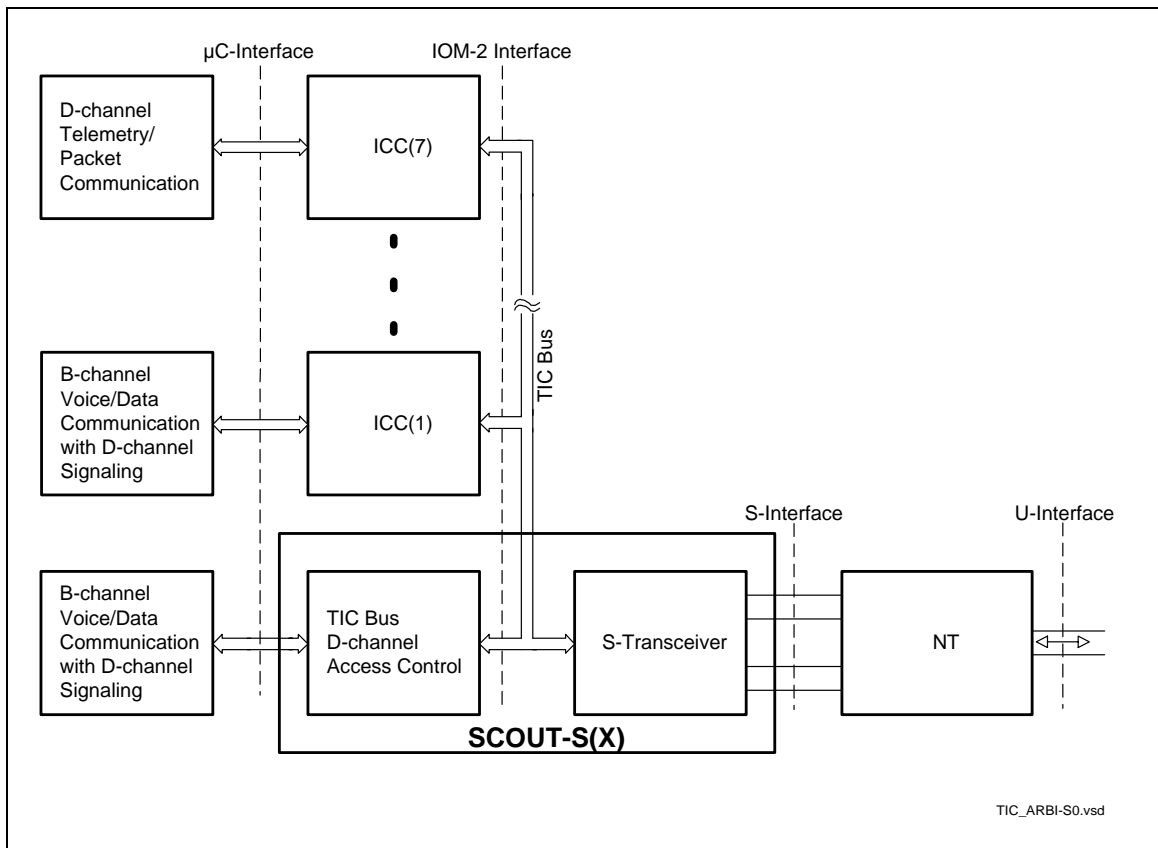 µC-Interface
IOM-2 Interface
D-channel
Telemetry/
Packet
Communication
ICC(7)
TIC Bus
B-channel
Voice/Data
Communication
with D-channel
Signaling
ICC(1)
S-Interface
U-Interface
B-channel
Voice/Data
Communication
with D-channel
Signaling
TIC Bus
D-channel
Access Control
S-Transceiver
NT
SCOUT-S(X)
TIC_ARBI-S0.vsd